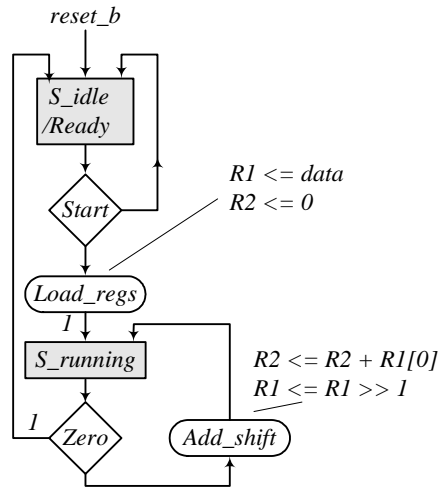 reset_b
S_idle
/Ready
Start
R1 <= data
R2 <= 0
Load_regs
1
S_running
R2 <= R2 + R1[0]
R1 <= R1 >> 1
1
Zero
Add_shift